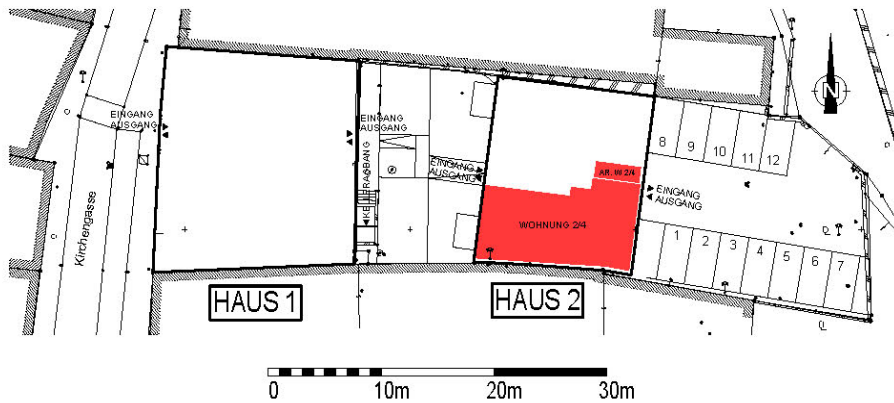 EINGANG
AUSGANG
EINGANG
AUSGANG
KELLERABGANG
EINGANG
AUSGANG
8
9
10
11
12
N
AR. W 2/4
EINGANG
AUSGANG
WOHNUNG 2/4
Kirchengasse
1
2
3
4
5
6
7
HAUS 1
HAUS 2
0
10m
20m
30m